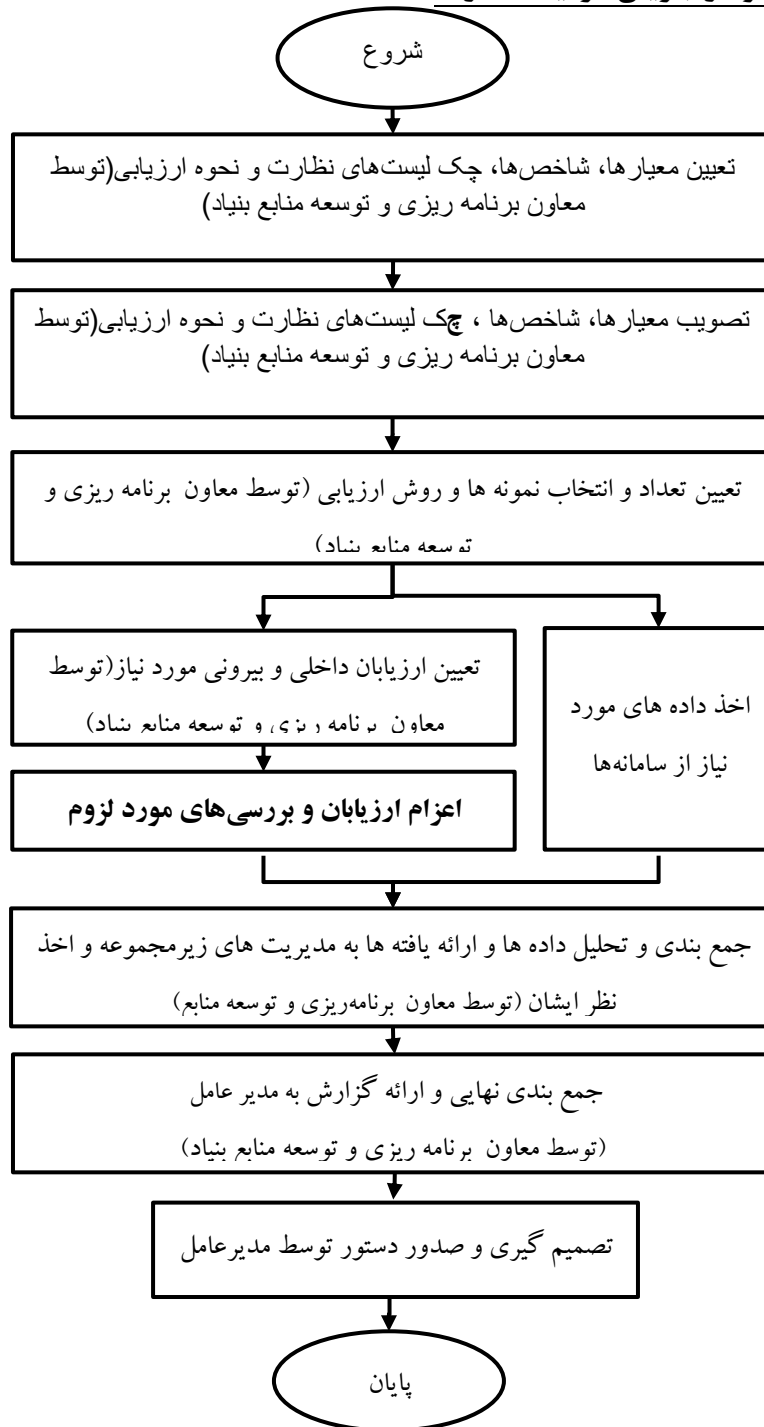 شروع
تعیین معیارها، شاخص‌ها، چک لیست‌های نظارت و نحوه ارزیابی(توسط
معاون برنامه ریزی و توسعه منابع بنیاد)
تصویب معیارها، شاخص‌ها ، چک لیست‌های نظارت و نحوه ارزیابی(توسط
معاون برنامه ریزی و توسعه منابع بنیاد)
تعیین تعداد و انتخاب نمونه ها و روش ارزیابی (توسط معاون برنامه ریزی و
توسعه منابع بنیاد)
اخذ داده های مورد
نیاز از سامانه‌ها
تعیین ارزیابان داخلی و بیرونی مورد نیاز(توسط
معاون برنامه ریزی و توسعه منابع بنیاد)
اعزام ارزیابان و بررسی‌های مورد لزوم
جمع بندی و تحلیل داده ها و ارائه یافته ها به مدیریت های زیرمجموعه و اخذ
نظر ایشان (توسط معاون برنامه‌ریزی و توسعه منابع)
جمع بندی نهایی و ارائه گزارش به مدیر عامل
(توسط معاون برنامه ریزی و توسعه منابع بنیاد)
تصمیم گیری و صدور دستور توسط مدیرعامل
پایان